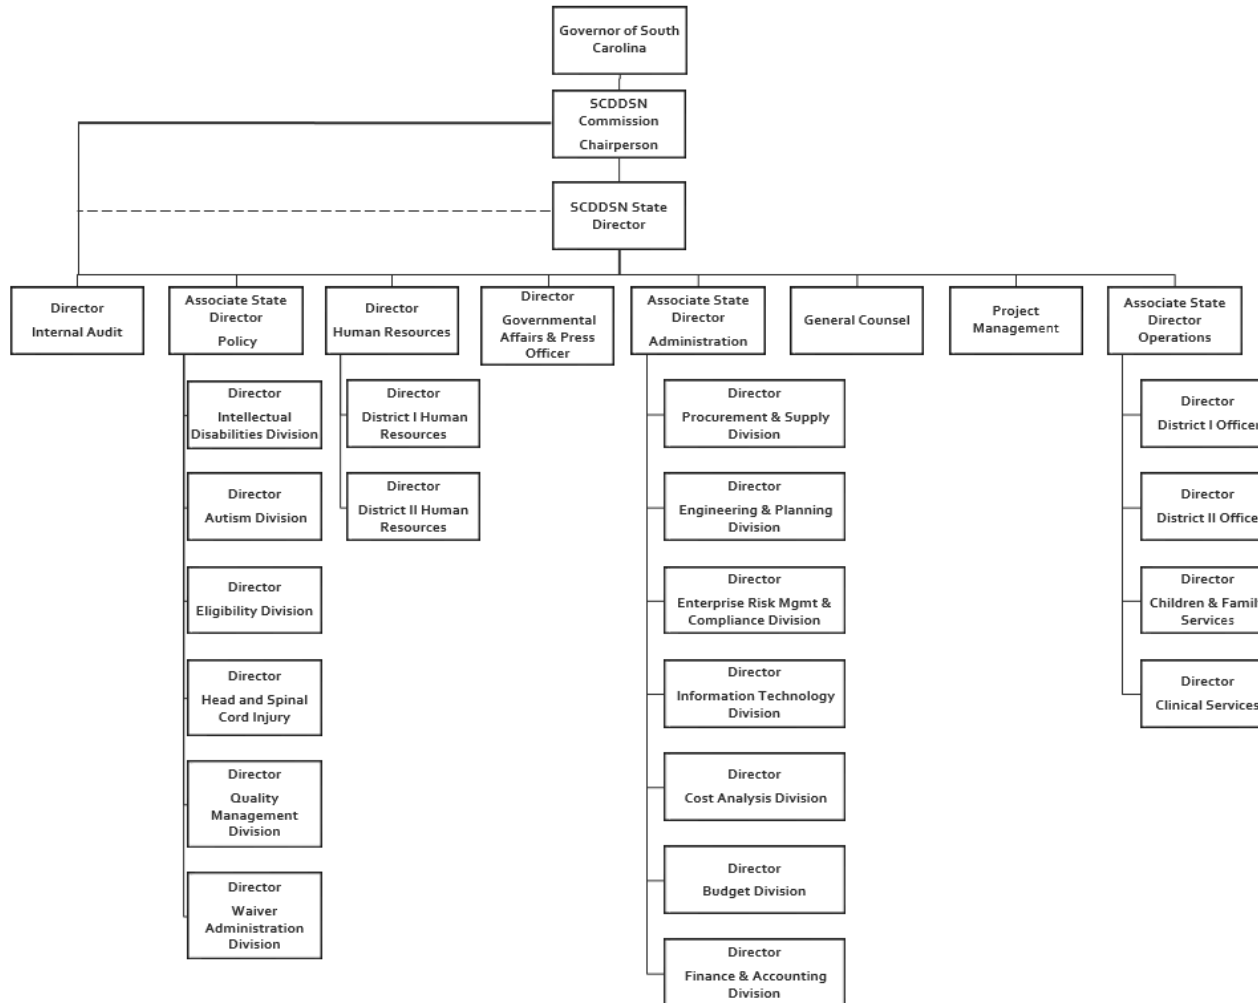 Governor of South
Carolina
SCDDSN
Commission
Chairperson
SCDDSN State
Director
Director
Internal Audit
Associate State
Director
Policy
Director
Human Resources
Director
Governmental
Affairs & Press
Officer
Associate State
Director
Administration
General Counsel
Project
Management
Associate State
Director
Operations
Director
Intellectual
Disabilities Division
Director
Autism Division
Director
Eligibility Division
Director
Head and Spinal
Cord Injury
Director
Quality
Management
Division
Director
Waiver
Administration
Division
Director
District I Human
Resources
Director
District II Human
Resources
Director
Procurement & Supply
Division
Director
Engineering & Planning
Division
Director
Enterprise Risk Mgmt &
Compliance Division
Director
Information Technology
Division
Director
Cost Analysis Division
Director
Budget Division
Director
Finance & Accounting
Division
Director
District I Officer
Director
District II Office
Director
Children & Famil
Services
Director
Clinical Services